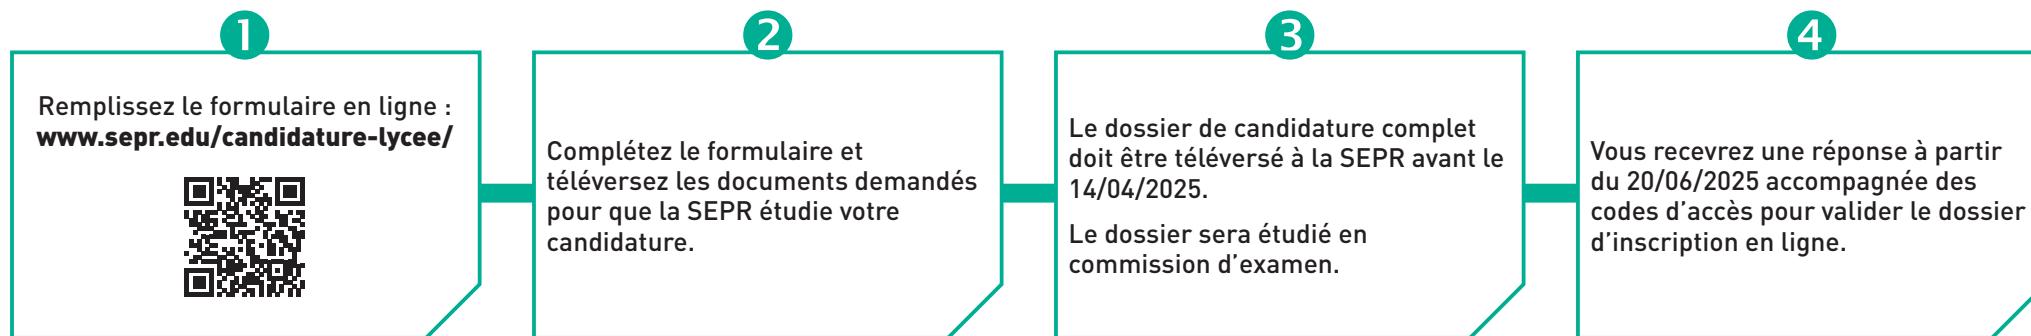 1
Remplissez le formulaire en ligne :
www.sepr.edu/candidature-lycee/
2
Complétez le formulaire et
téléversez les documents demandés
pour que la SEPR étudie votre
candidature.
3
Le dossier de candidature complet
doit être téléversé à la SEPR avant le
14/04/2025.
Le dossier sera étudié en
commission d’examen.
4
Vous recevrez une réponse à partir
du 20/06/2025 accompagnée des
codes d’accès pour valider le dossier
d’inscription en ligne.